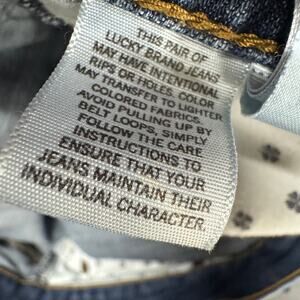 THIS PAIR OF
LUCKY BRAND JEANS
MAY HAVE INTENTIONAL
RIPS OR HOLES. COLOR
MAY TRANSFER TO LIGHTER
COLORED FABRICS.
AVOID PULLING UP BY
BELT LOOPS, SIMPLY
FOLLOW THE CARE
INSTRUCTIONS TO
ENSURE THAT YOUR
JEANS MAINTAIN THEIR
INDIVIDUAL CHARACTER.